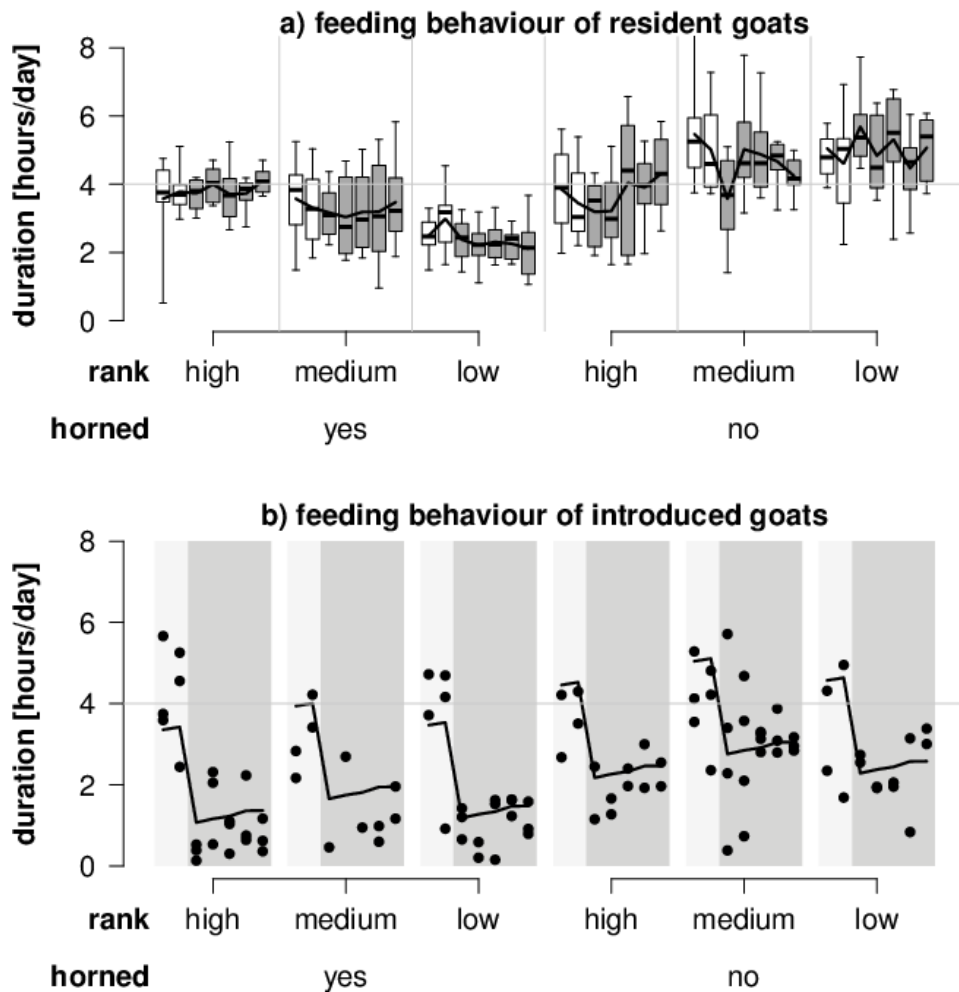 a) feeding behaviour of resident goats
duration [hours/day]
8
6
4
2
0
rank high medium low high medium low
horned yes no
b) feeding behaviour of introduced goats
duration [hours/day]
8
6
4
2
0
rank high medium low high medium low
horned yes no